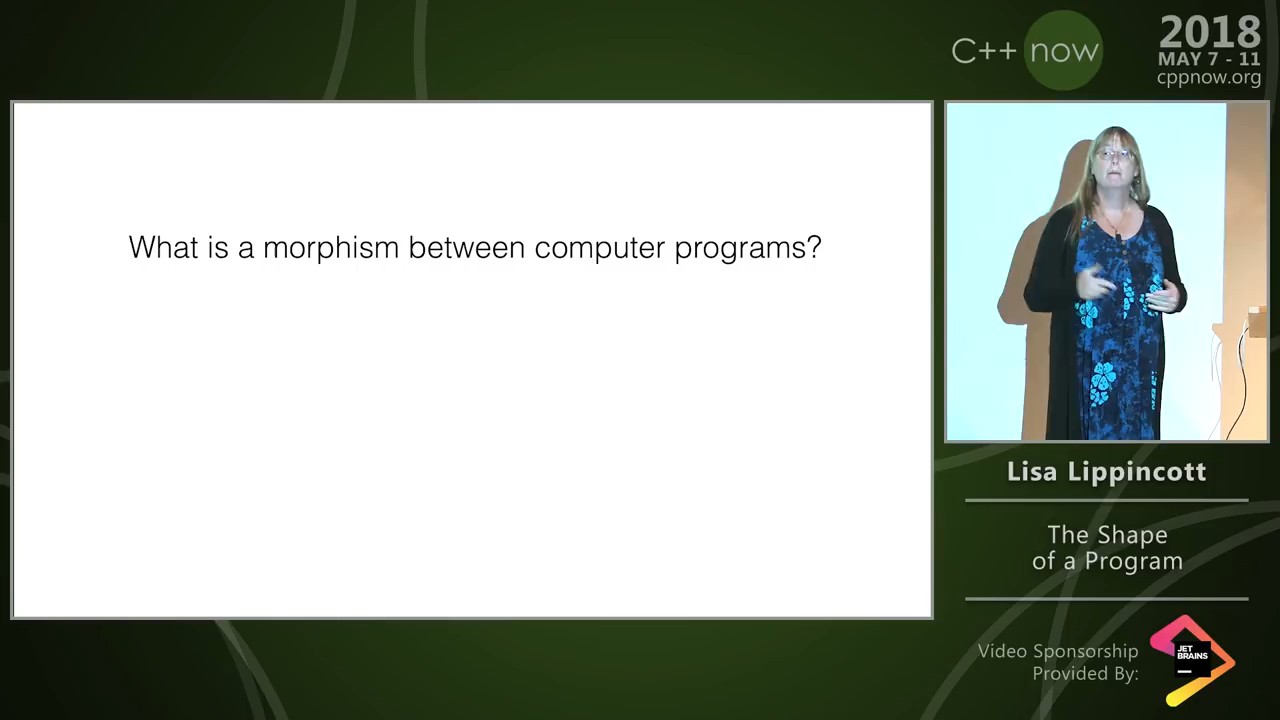 C++ now
2018
MAY 7 - 11
cppnow.org
What is a morphism between computer programs?
Lisa Lippincott
The Shape
of a Program
Video Sponsorship
Provided By:
JET
BRAINS